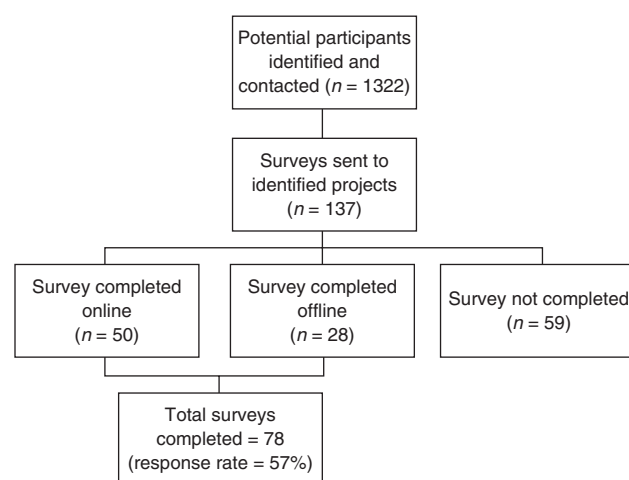 Potential participants
identified and
contacted (n = 1322)
Surveys sent to
identified projects
(n = 137)
Survey completed
online
(n = 50)
Survey completed
offline
(n = 28)
Survey not completed
(n = 59)
Total surveys
completed = 78
(response rate = 57%)